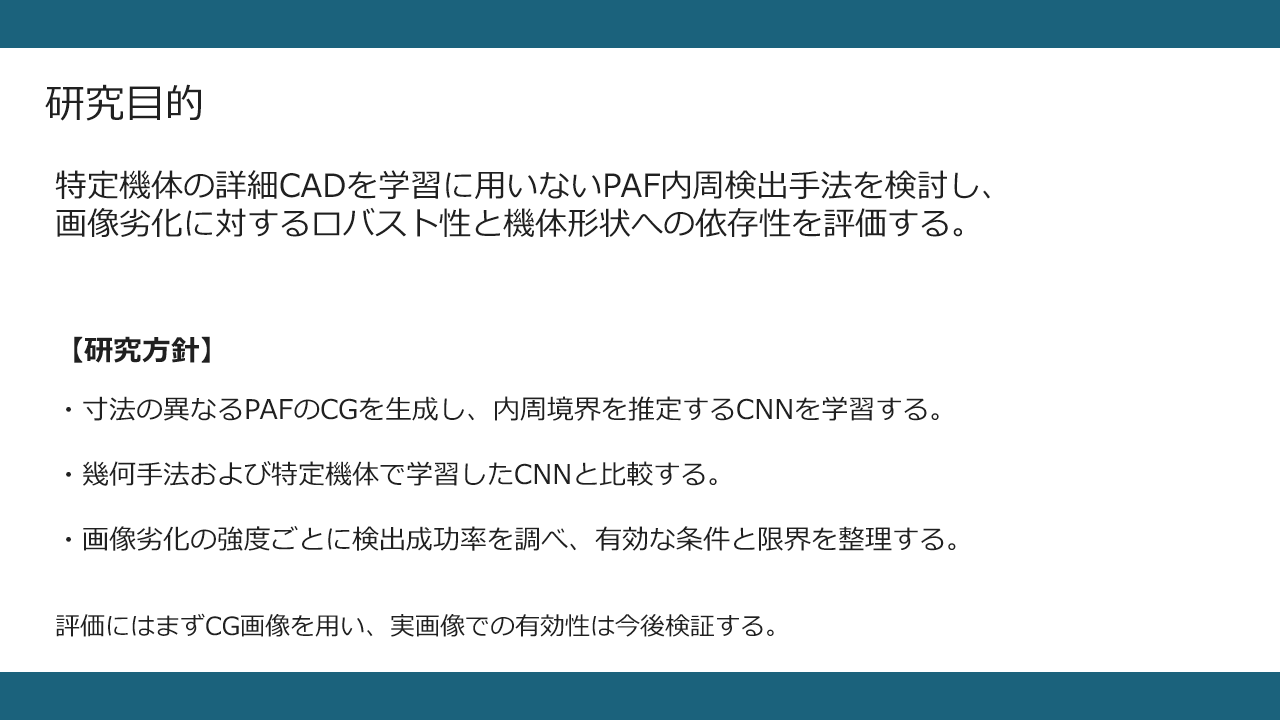 研究目的
特定機体の詳細CADを学習に用いないPAF内周検出手法を検討し、
画像劣化に対するロバスト性と機体形状への依存性を評価する。
【研究方針】
・寸法の異なるPAFのCGを生成し、内周境界を推定するCNNを学習する。
・幾何手法および特定機体で学習したCNNと比較する。
・画像劣化の強度ごとに検出成功率を調べ、有効な条件と限界を整理する。
評価にはまずCG画像を用い、実画像での有効性は今後検証する。